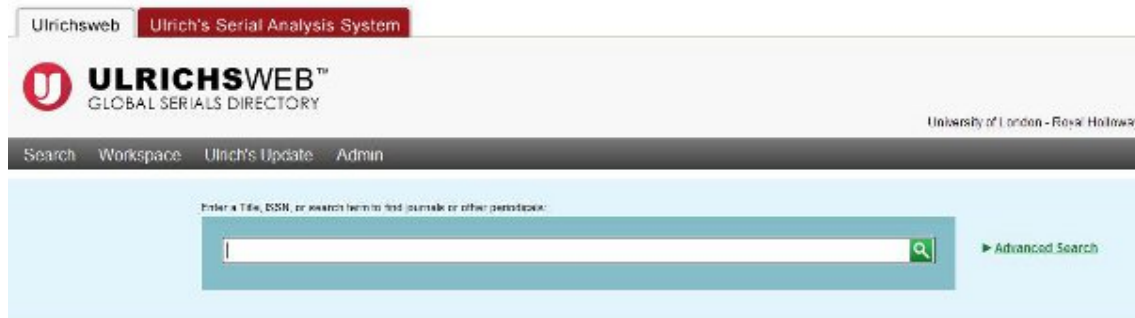 Ulrichsweb Ulrich's Serial Analysis System
U ULRICHSWEB™
GLOBAL SERIALS DIRECTORY
University of London - Royal Holloway
Search Workspace Ulrich's Update Admin
Enter a Title, ISSN, or search term to find journals or other periodicals:
Advanced Search